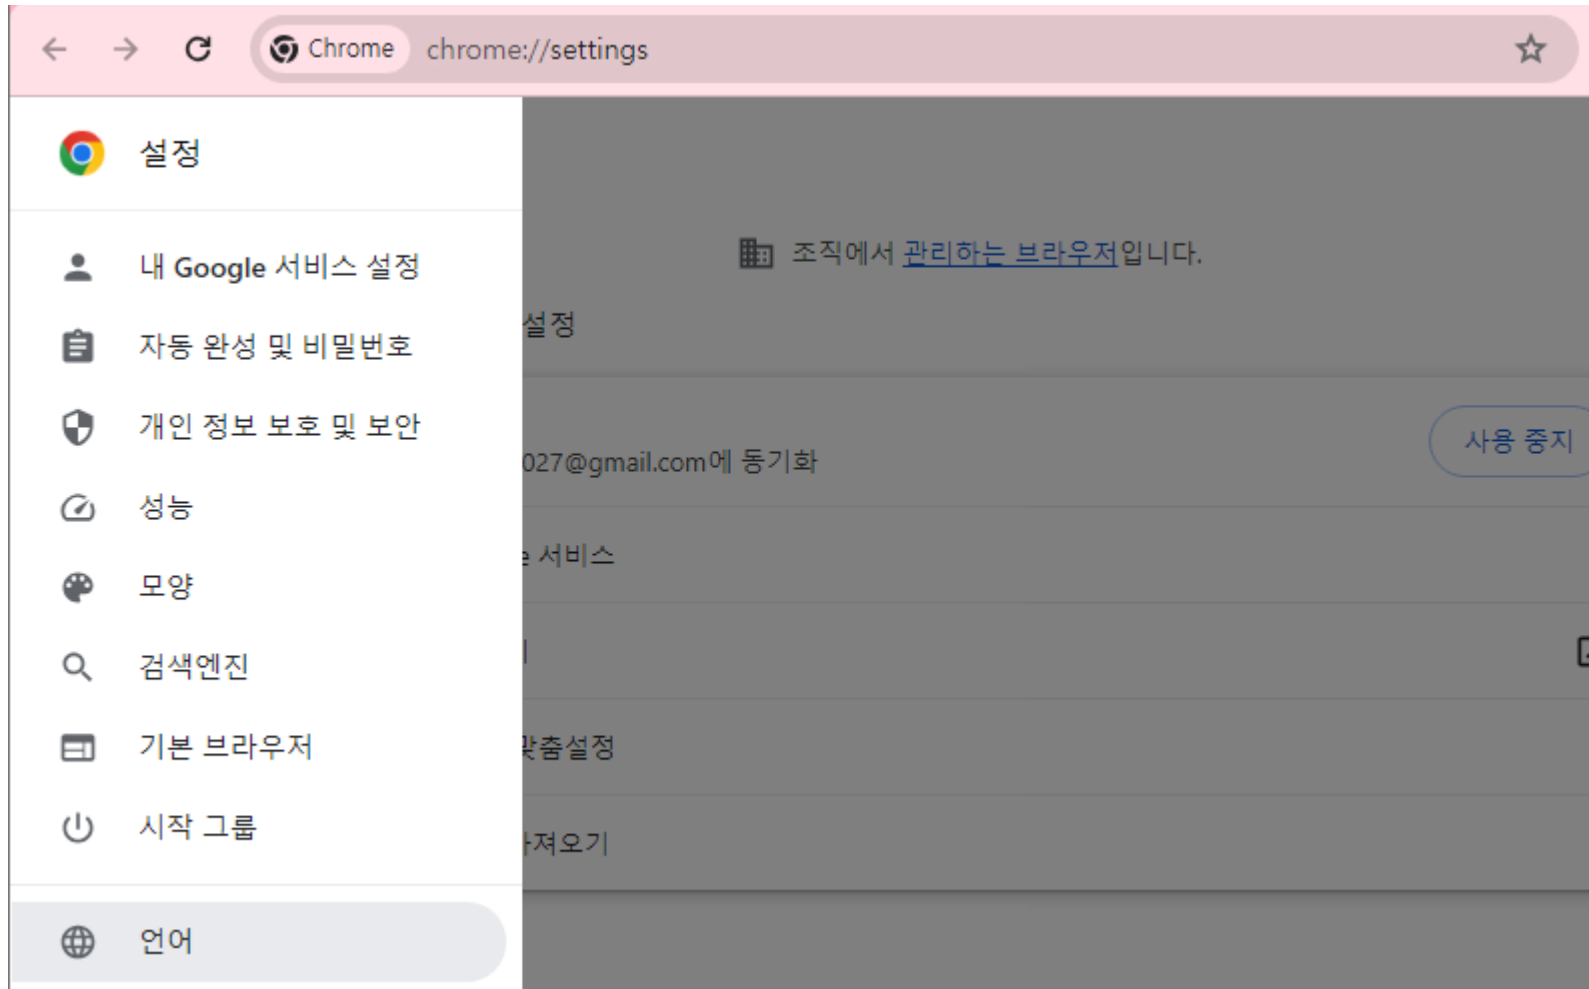 Chrome chrome://settings
설정
내 Google 서비스 설정
자동 완성 및 비밀번호
개인 정보 보호 및 보안
성능
모양
검색엔진
기본 브라우저
시작 그룹
언어
조직에서 관리하는 브라우저입니다.
설정
사용 중지
027@gmail.com에 동기화
서비스
맞춤설정
가져오기